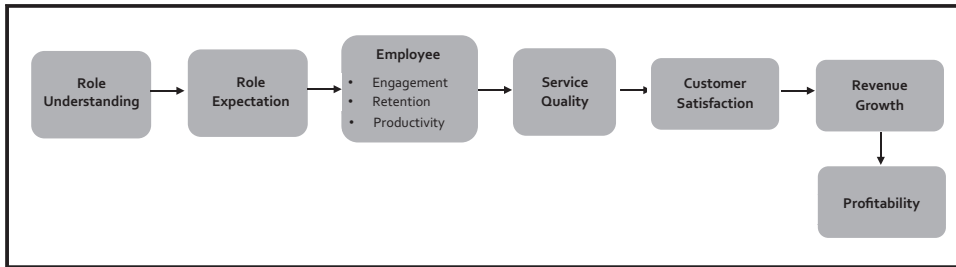 Role
Understanding
Role
Expectation
Employee
• Engagement
• Retention
• Productivity
Service
Quality
Customer
Satisfaction
Revenue
Growth
Profitability